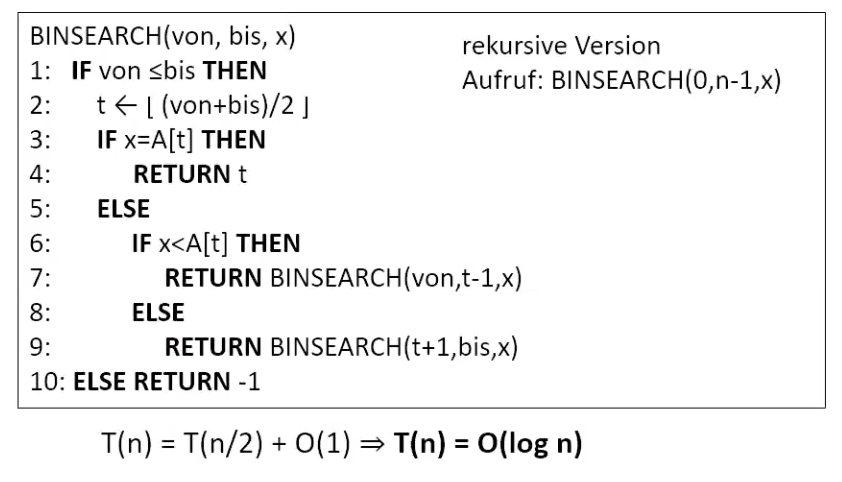 BINSEARCH(von, bis, x)
rekursive Version
Aufruf: BINSEARCH(0,n-1,x)
1: IF von ≤bis THEN
2: t ← ⌊ (von+bis)/2 ⌋
3: IF x=A[t] THEN
4: RETURN t
5: ELSE
6: IF x<A[t] THEN
7: RETURN BINSEARCH(von,t-1,x)
8: ELSE
9: RETURN BINSEARCH(t+1,bis,x)
10: ELSE RETURN -1
T(n) = T(n/2) + O(1) ⇒ T(n) = O(log n)